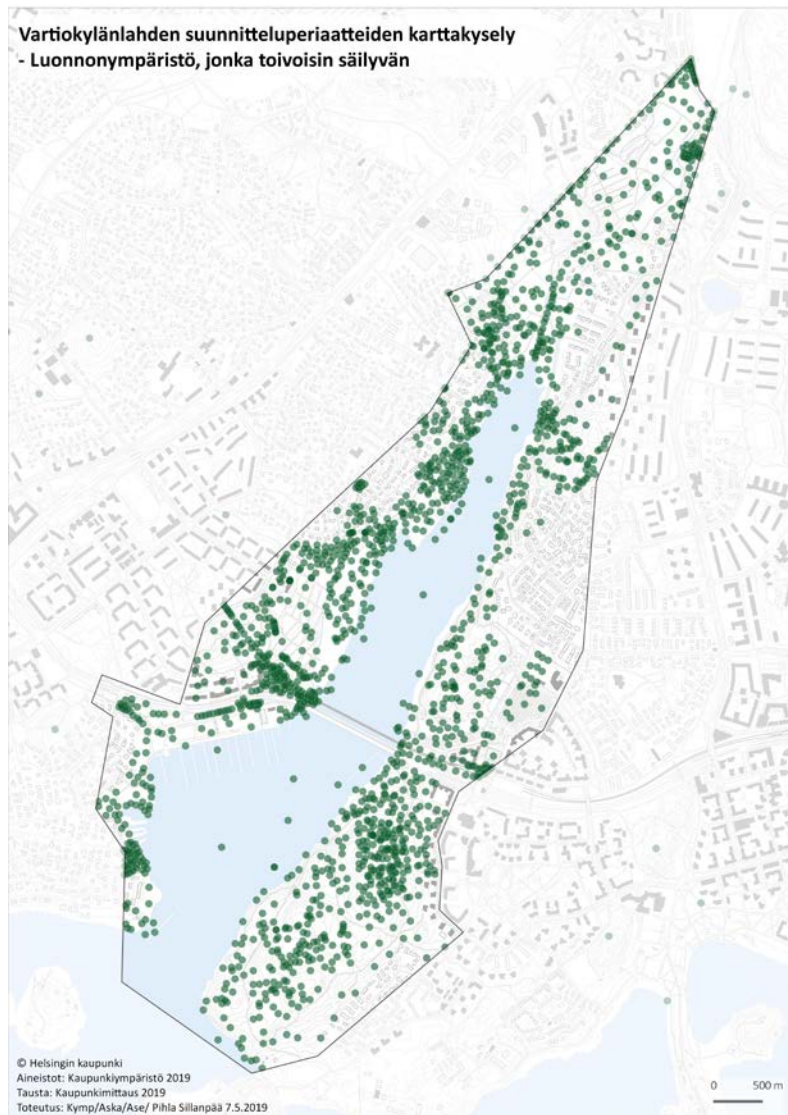 Vartiokylänlahden suunnitteluperiaatteiden karttakysely
- Luonnonympäristö, jonka toivoisin säilyvän
© Helsingin kaupunki
Aineistot: Kaupunkiympäristö 2019
Tausta: Kaupunkimittaus 2019
Toteutus: Kymp/Aska/Ase/ Pihla Sillanpää 7.5.2019
0 500 m